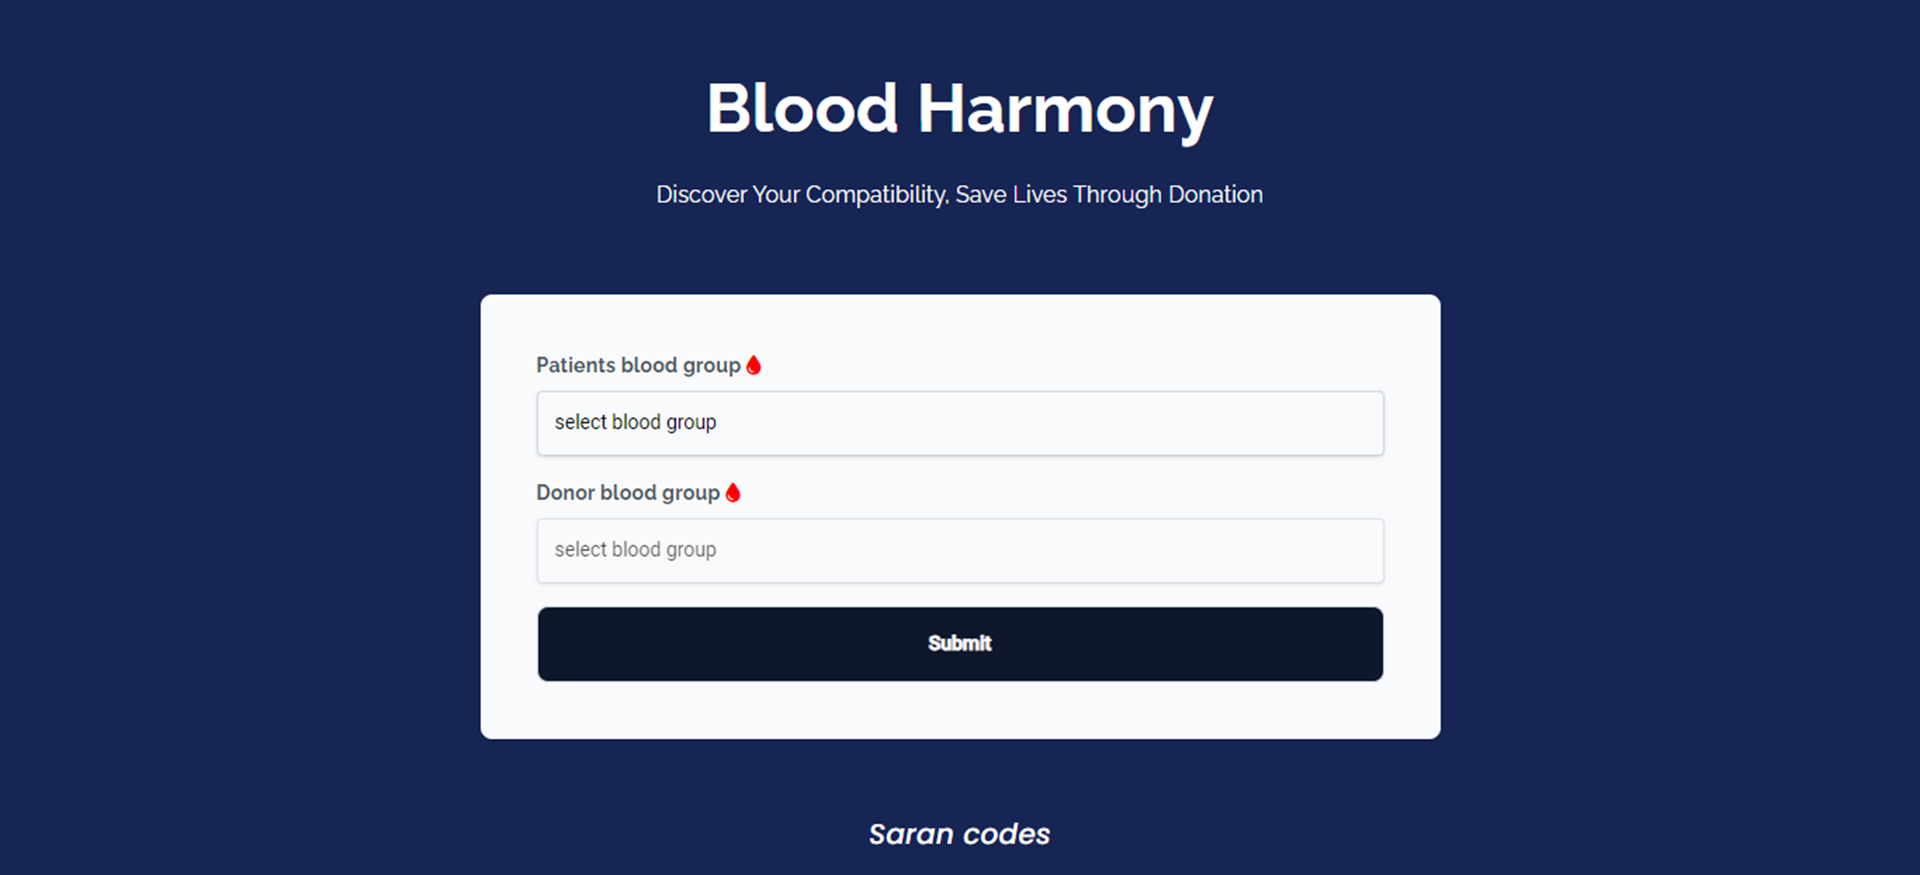 Blood Harmony
Discover Your Compatibility, Save Lives Through Donation
Patients blood group
select blood group
Donor blood group
select blood group
Submit
Saran codes